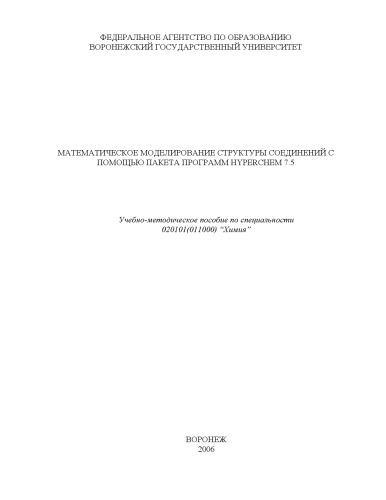 ФЕДЕРАЛЬНОЕ АГЕНТСТВО ПО ОБРАЗОВАНИЮ
ВОРОНЕЖСКИЙ ГОСУДАРСТВЕННЫЙ УНИВЕРСИТЕТ
МАТЕМАТИЧЕСКОЕ МОДЕЛИРОВАНИЕ СТРУКТУРЫ СОЕДИНЕНИЙ С
ПОМОЩЬЮ ПАКЕТА ПРОГРАММ HYPERCHEM 7.5
Учебно-методическое пособие по специальности
020101(011000) "Химия"
ВОРОНЕЖ
2006